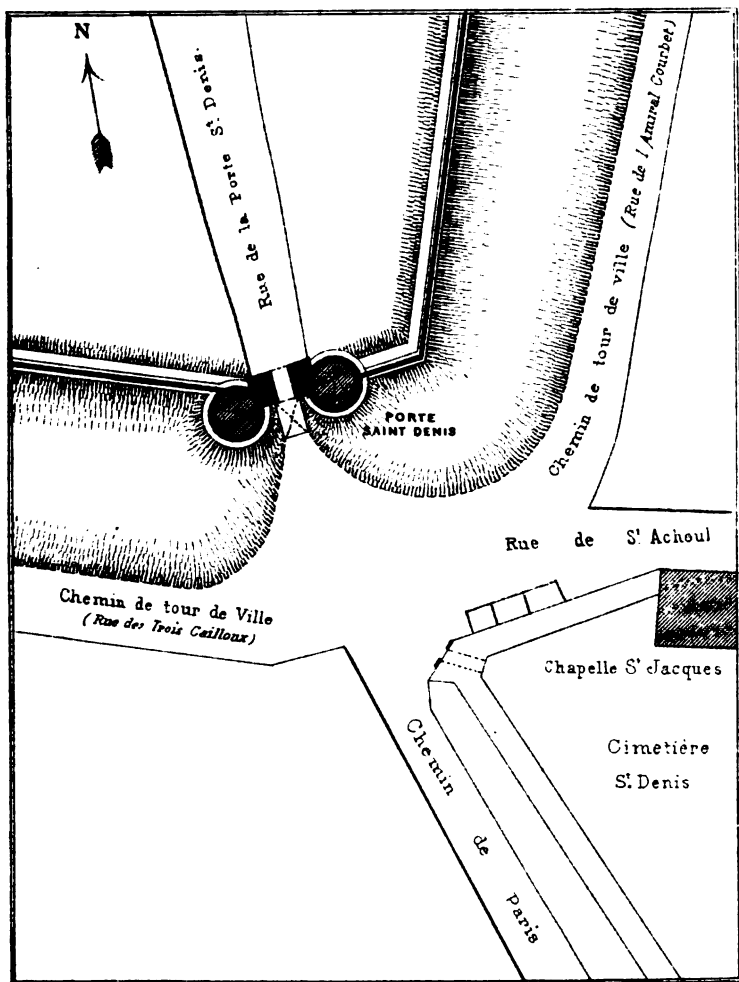 N
Rue de la Porte St Denis.
Chemin de tour de ville (Rue de l'Amiral Courbet)
PORTE
SAINT DENIS
Rue de St Achoul
Chemin de tour de Ville
(Rue des Trois Cailloux)
Chapelle St Jacques
Cimetière
St. Denis
Chemin de Paris